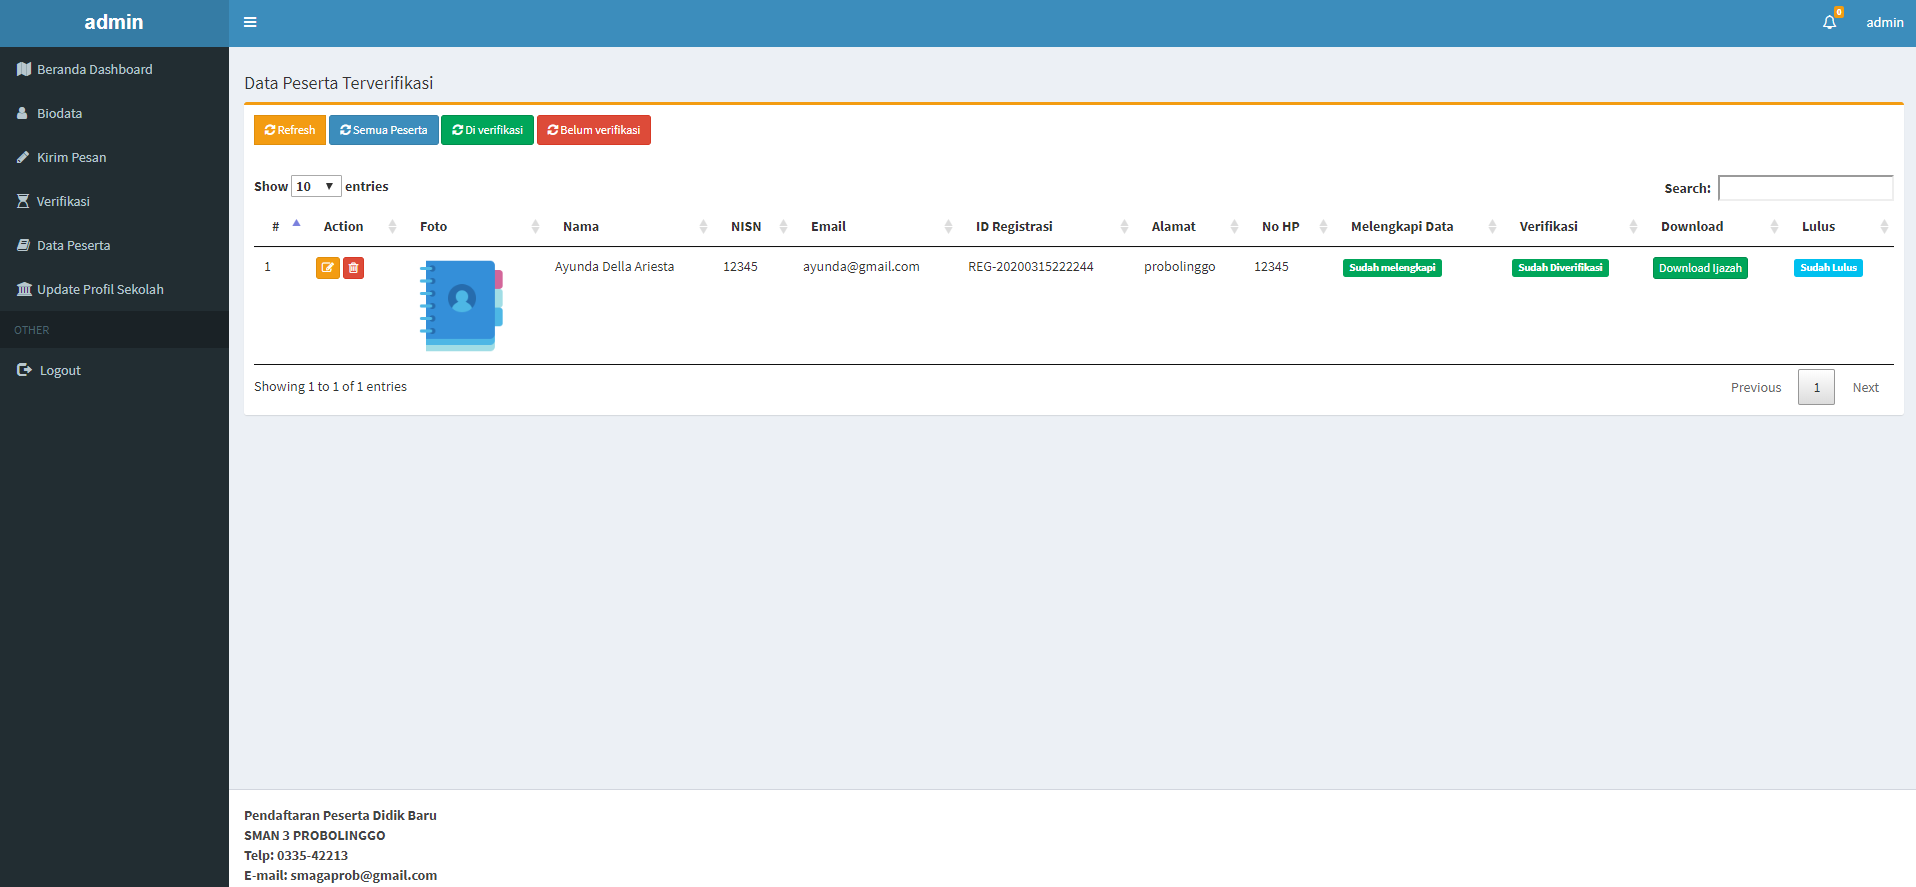 admin
0
admin
Beranda Dashboard
Biodata
Kirim Pesan
Verifikasi
Data Peserta
Update Profil Sekolah
OTHER
Logout
Data Peserta Terverifikasi
Refresh Semua Peserta Di verifikasi Belum verifikasi
Show 10 entries
Search:
# Action Foto Nama NISN Email ID Registrasi Alamat No HP Melengkapi Data Verifikasi Download Lulus
1 Ayunda Della Ariesta 12345 ayunda@gmail.com REG-20200315222244 probolinggo 12345 Sudah melengkapi Sudah Diverifikasi Download Ijazah Sudah Lulus
Showing 1 to 1 of 1 entries
Previous 1 Next
Pendaftaran Peserta Didik Baru
SMAN 3 PROBOLINGGO
Telp: 0335-42213
E-mail: smagaprob@gmail.com